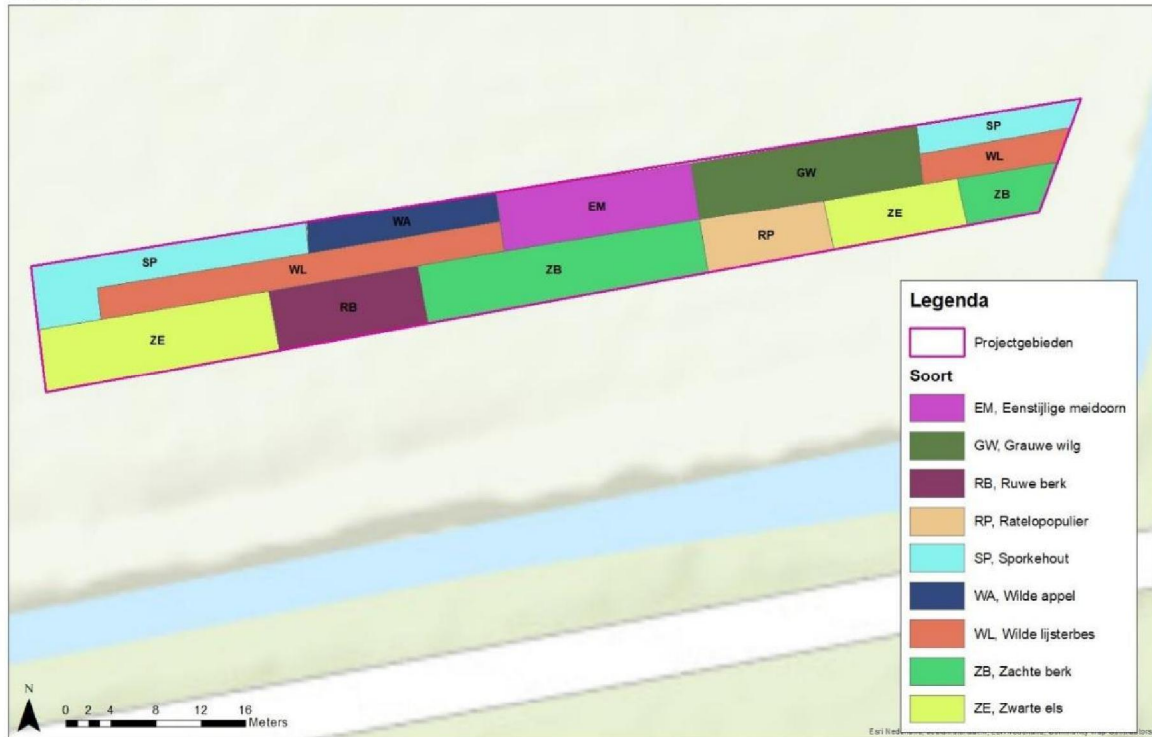 SP
WL
GW
ZB
EM
ZE
WA
RP
SP
WL
ZB
RB
ZE
Legenda
Projectgebieden
Soort
EM, Eenstijlige meidoorn
GW, Grauwe wilg
RB, Ruwe berk
RP, Ratelopopulier
SP, Sporkehout
WA, Wilde appel
WL, Wilde lijsterbes
ZB, Zachte berk
ZE, Zwarte els
N
0 2 4 8 12 16
Meters